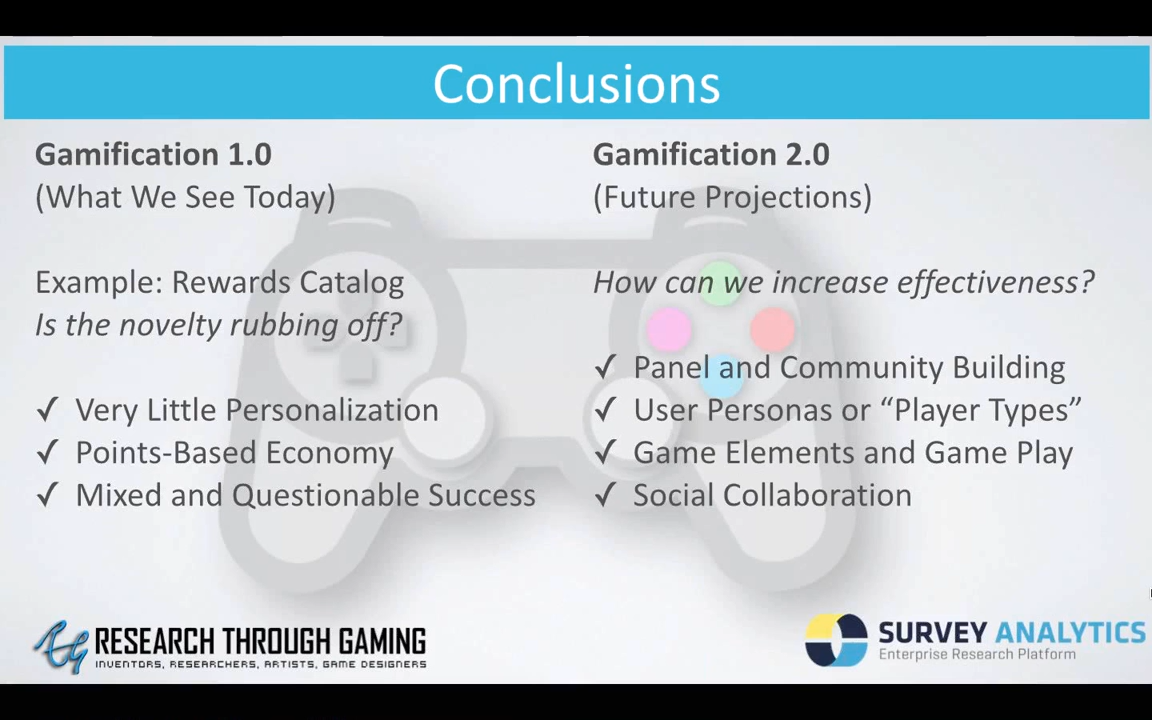 Conclusions
Gamification 1.0
(What We See Today)
Example: Rewards Catalog
Is the novelty rubbing off?
✓ Very Little Personalization
✓ Points-Based Economy
✓ Mixed and Questionable Success
Gamification 2.0
(Future Projections)
How can we increase effectiveness?
✓ Panel and Community Building
✓ User Personas or “Player Types”
✓ Game Elements and Game Play
✓ Social Collaboration
RTG RESEARCH THROUGH GAMING
INVENTORS, RESEARCHERS, ARTISTS, GAME DESIGNERS
SURVEY ANALYTICS
Enterprise Research Platform